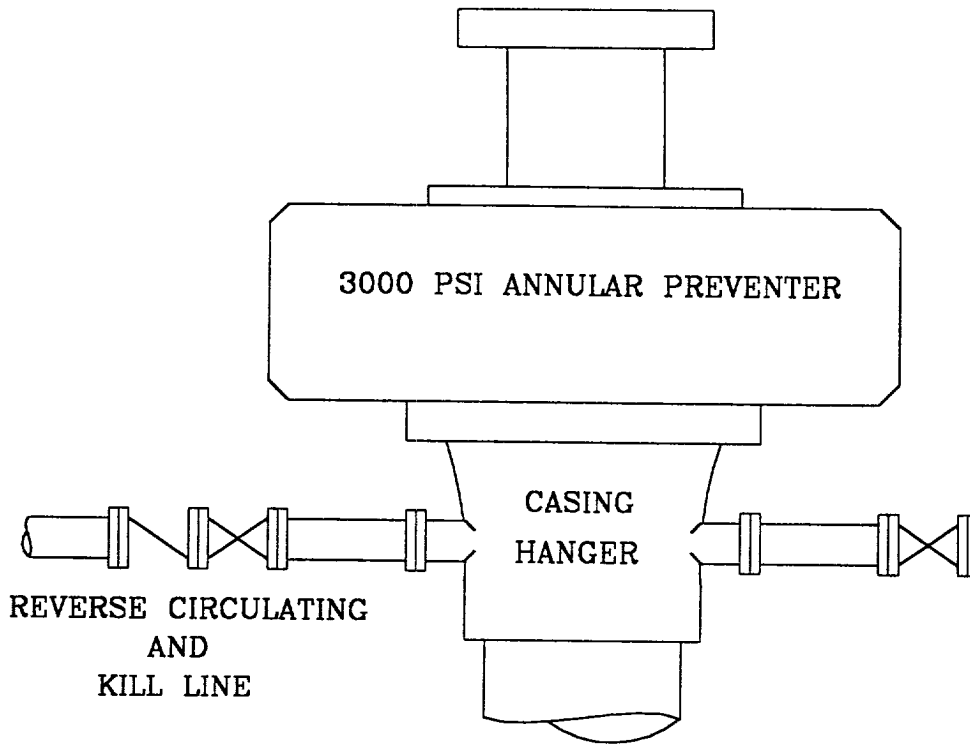 3000 PSI ANNULAR PREVENTER
CASING
HANGER
REVERSE CIRCULATING
AND
KILL LINE